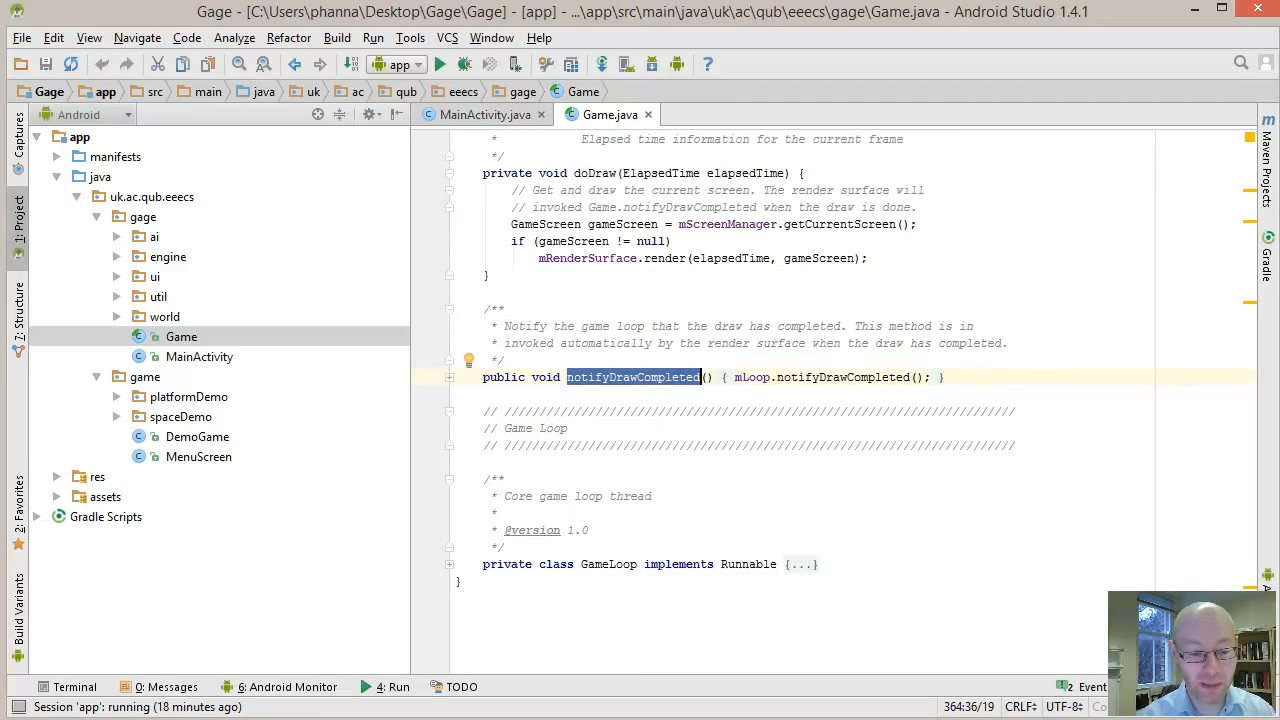 Gage - [C:\Users\phanna\Desktop\Gage\Gage] - [app] - ...\app\src\main\java\uk\ac\qub\eeecs\gage\Game.java - Android Studio 1.4.1
File Edit View Navigate Code Analyze Refactor Build Run Tools VCS Window Help
app
Gage app src main java uk ac qub eeecs gage Game
Android
MainActivity.java Game.java
Captures
1: Project
7: Structure
2: Favorites
Build Variants
app
manifests
java
uk.ac.qub.eeecs
gage
ai
engine
ui
util
world
Game
MainActivity
game
platformDemo
spaceDemo
DemoGame
MenuScreen
res
assets
Gradle Scripts
* Elapsed time information for the current frame
*/
private void doDraw(ElapsedTime elapsedTime) {
// Get and draw the current screen. The render surface will
// invoked Game.notifyDrawCompleted when the draw is done.
GameScreen gameScreen = mScreenManager.getCurrentScreen();
if (gameScreen != null)
mRenderSurface.render(elapsedTime, gameScreen);
}
/**
* Notify the game loop that the draw has completed. This method is in
* invoked automatically by the render surface when the draw has completed.
*/
public void notifyDrawCompleted() { mLoop.notifyDrawCompleted(); }
// //////////////////////////////////////////////////////////////////////////
// Game Loop
// //////////////////////////////////////////////////////////////////////////
/**
* Core game loop thread
*
* @version 1.0
*/
private class GameLoop implements Runnable {...}
}
Maven Projects
Gradle
Terminal 0: Messages 6: Android Monitor 4: Run TODO
2 Event
Session 'app': running (18 minutes ago)
364:36/19 CRLF UTF-8